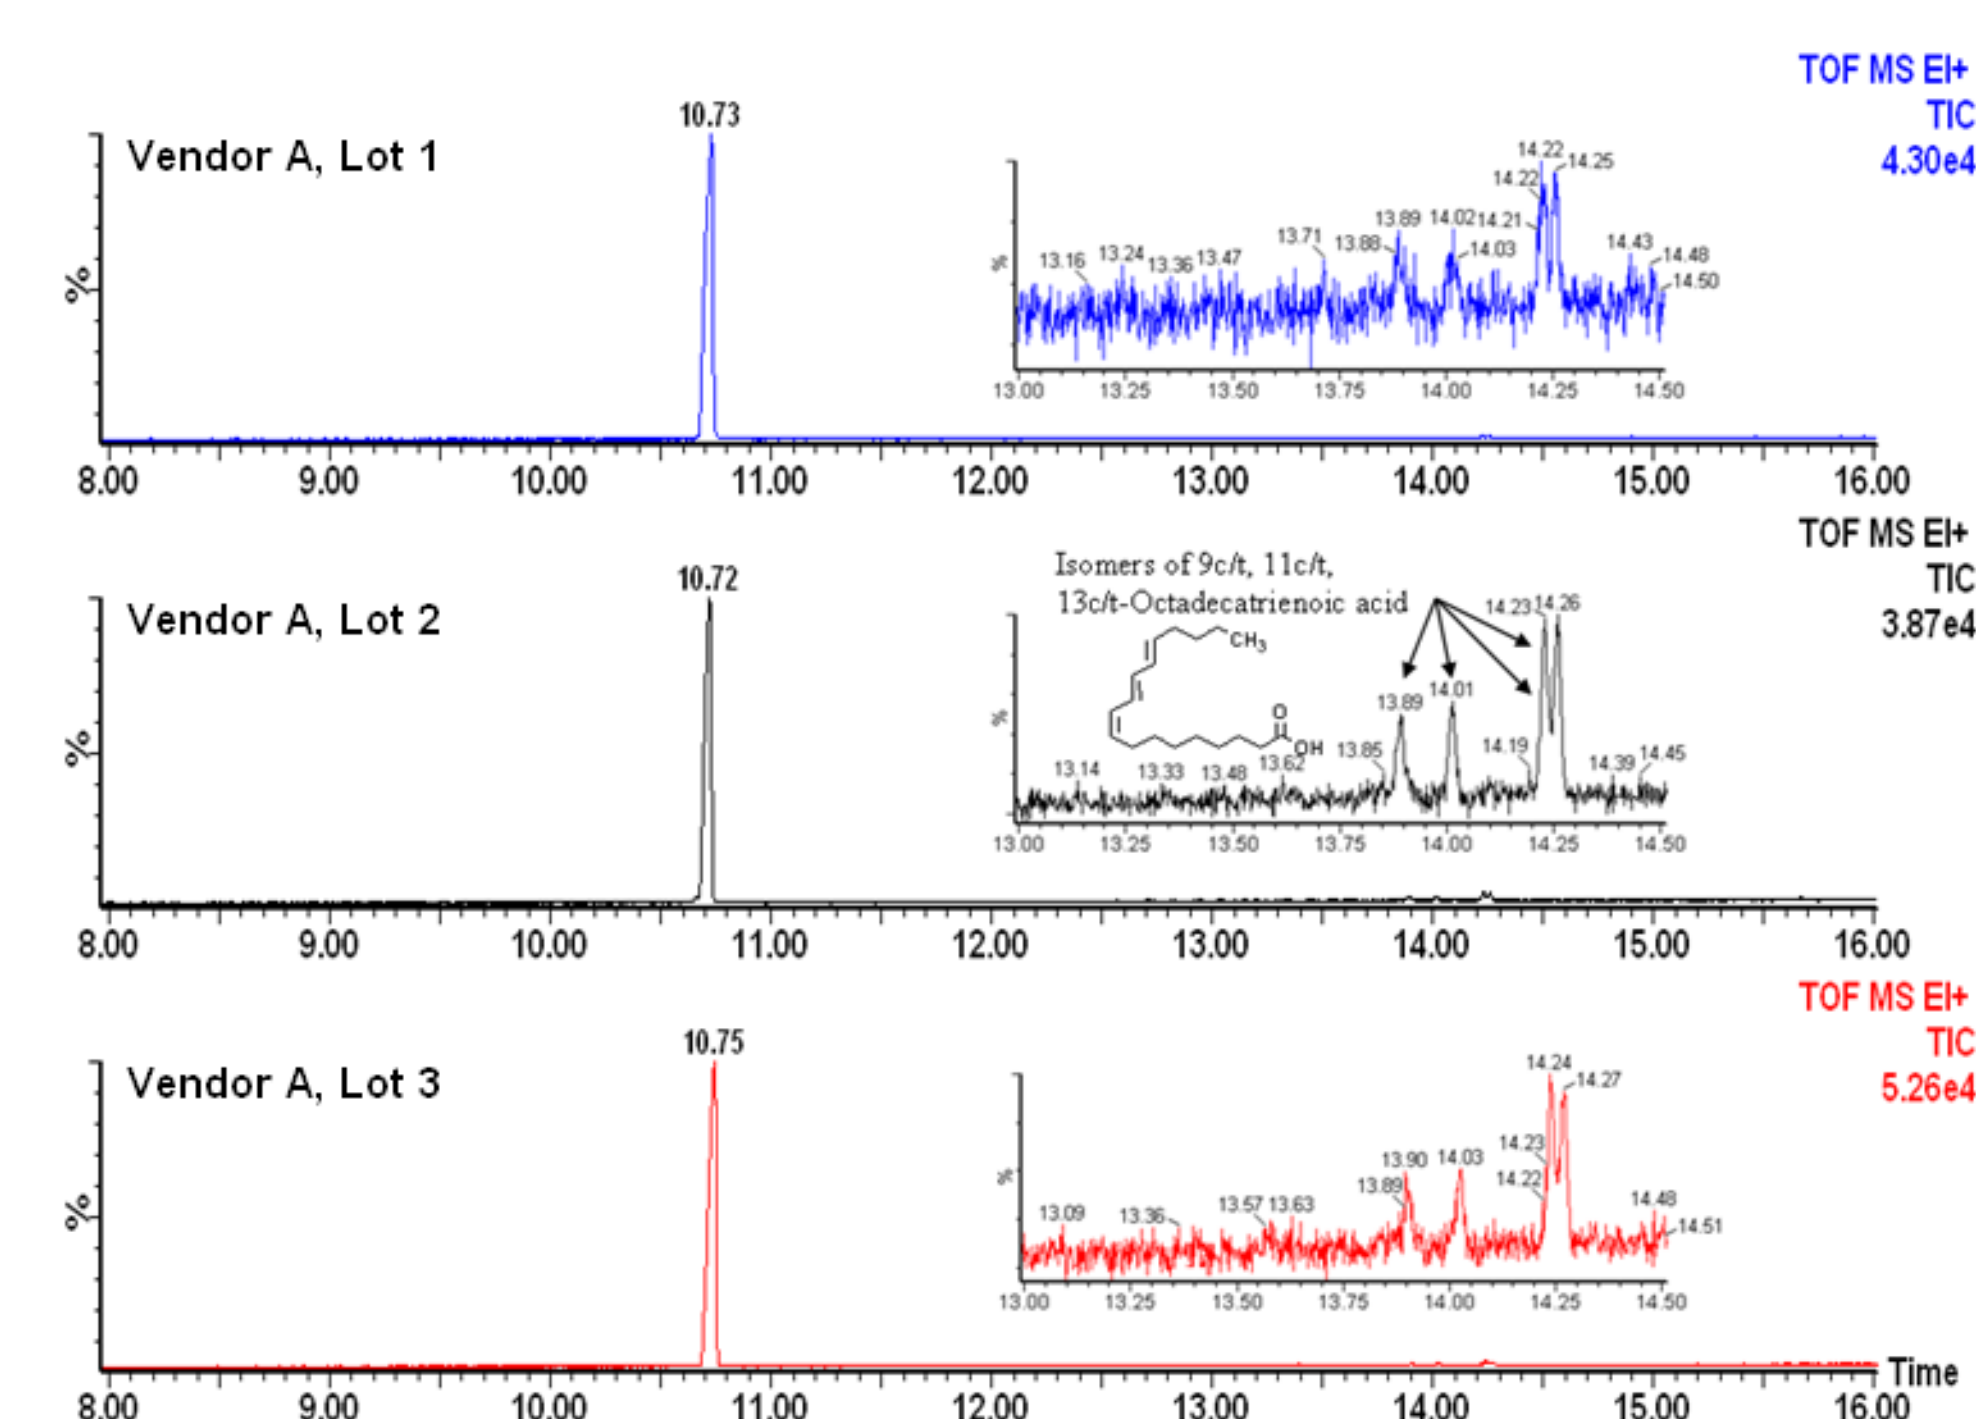 TOF MS EI+
TIC
4.30e4
10.73
Vendor A, Lot 1
%
14.22
14.25
14.22
13.89
14.02
14.21
13.71
13.88
14.03
14.43
14.48
13.16
13.24
13.36
13.47
14.50
%
13.00 13.25 13.50 13.75 14.00 14.25 14.50
8.00 9.00 10.00 11.00 12.00 13.00 14.00 15.00 16.00
TOF MS EI+
TIC
3.87e4
10.72
Vendor A, Lot 2
%
Isomers of 9c/t, 11c/t,
13c/t-Octadecatrienoic acid
CH3
O
OH
14.23
14.26
13.89
14.01
13.85
14.19
14.39
14.45
13.14
13.33
13.48
13.62
%
13.00 13.25 13.50 13.75 14.00 14.25 14.50
8.00 9.00 10.00 11.00 12.00 13.00 14.00 15.00 16.00
TOF MS EI+
TIC
5.26e4
10.75
Vendor A, Lot 3
%
14.24
14.27
14.23
13.90
14.03
13.89
14.22
13.09
13.36
13.57
13.63
14.48
14.51
%
13.00 13.25 13.50 13.75 14.00 14.25 14.50
Time
8.00 9.00 10.00 11.00 12.00 13.00 14.00 15.00 16.00